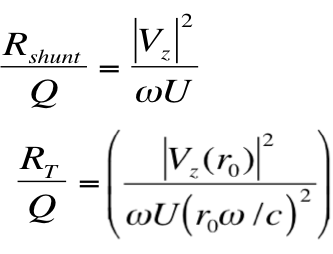 R_shunt / Q = |V_z|^2 / ωU
R_T / Q = ( |V_z(r_0)|^2 / ωU(r_0ω/c)^2 )